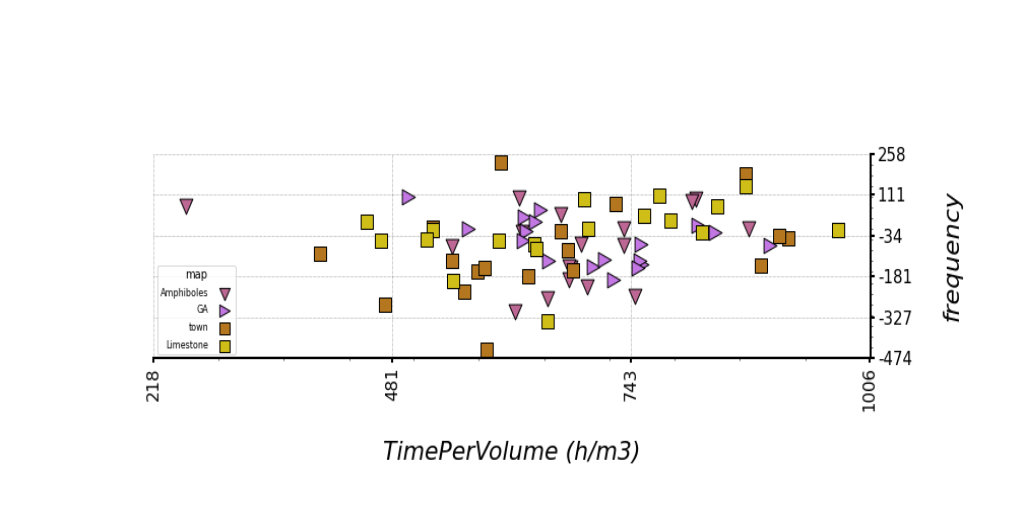 258
111
-34
-181
-327
-474
frequency
map
Amphiboles
GA
town
Limestone
218
481
743
1006
TimePerVolume (h/m3)